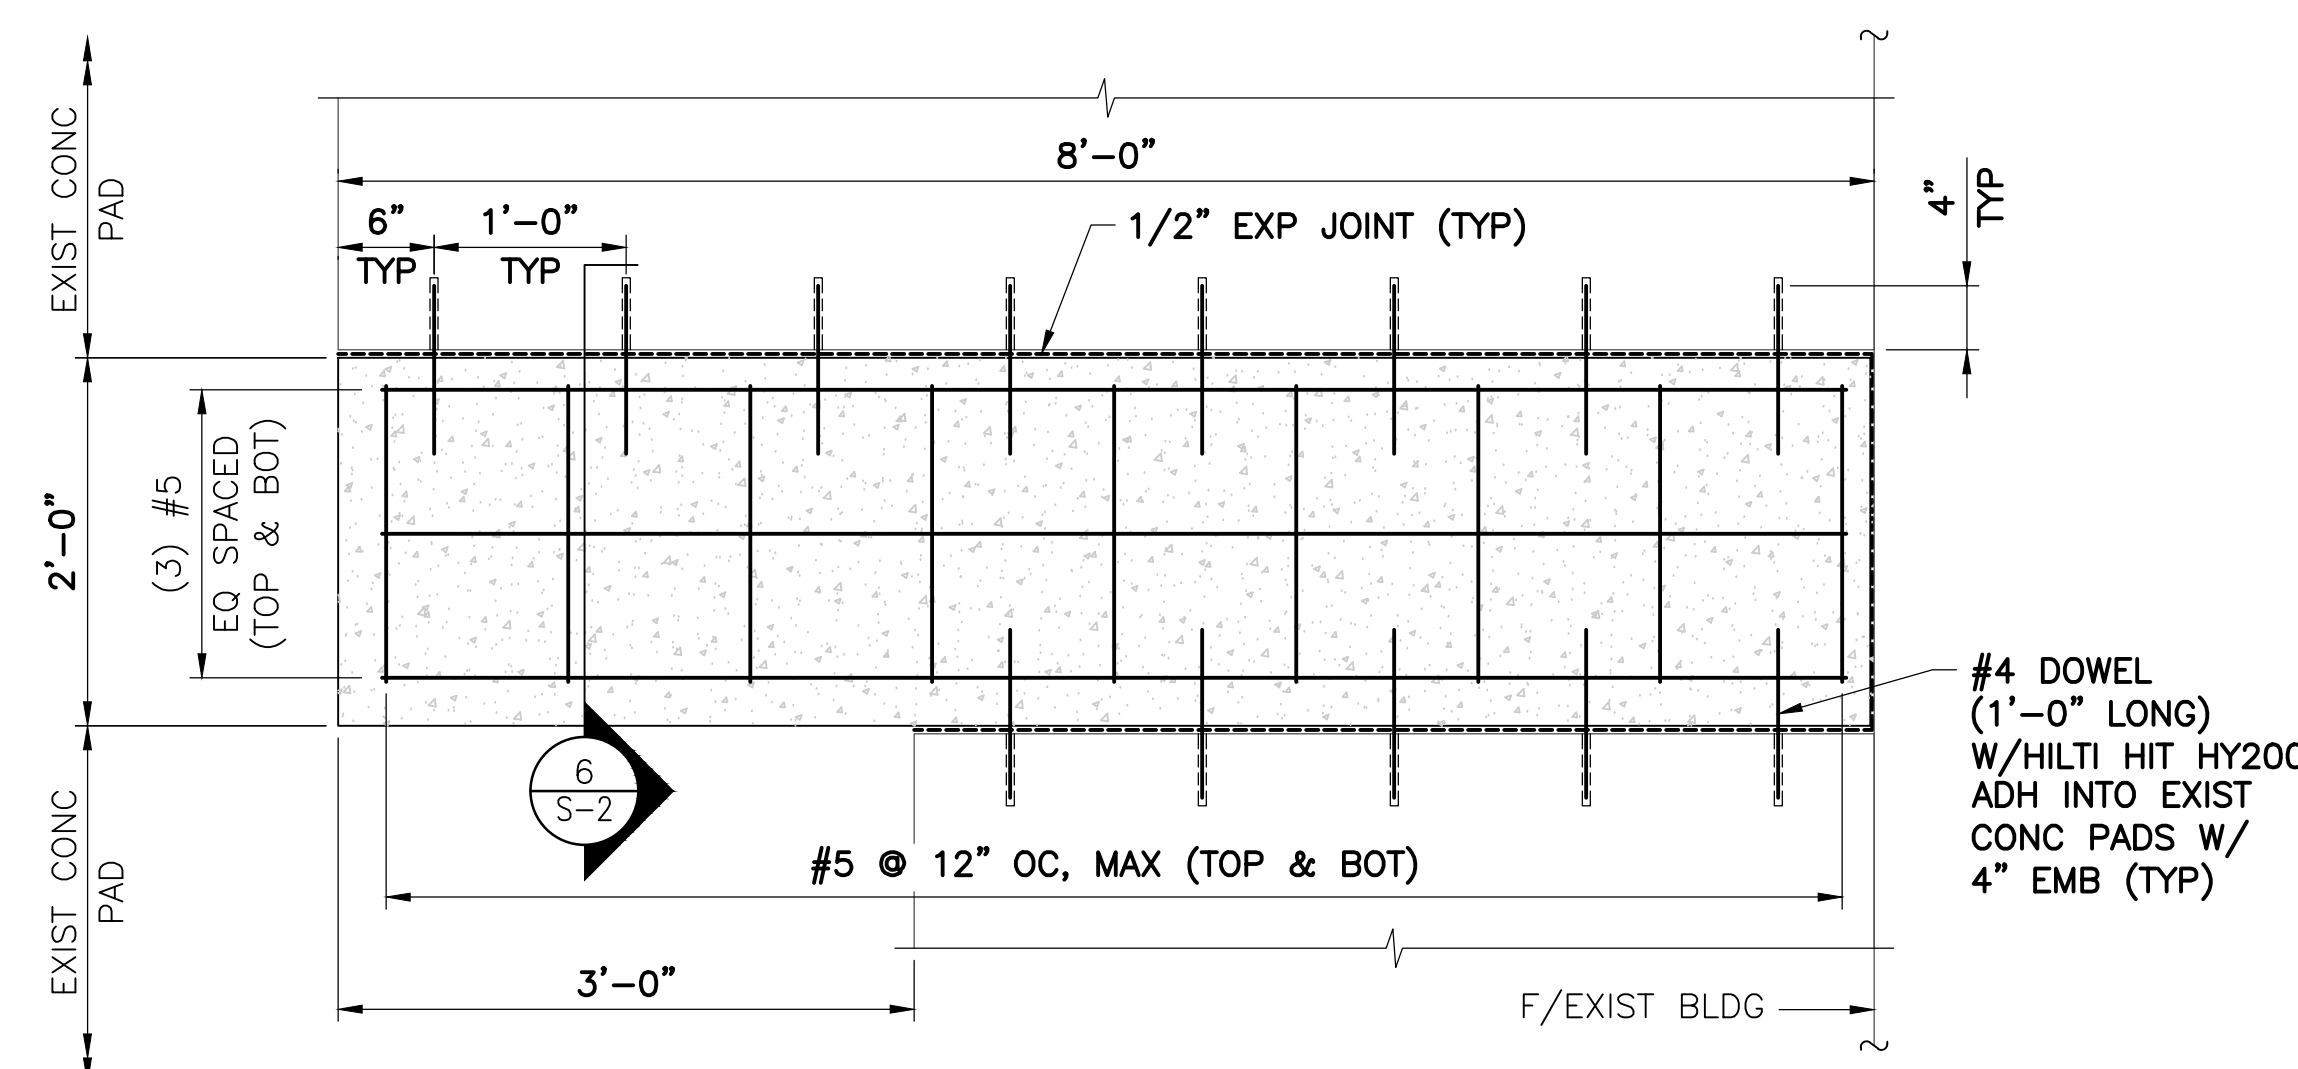 EXIST CONC
PAD
8'-0"
6"
TYP
1'-0"
TYP
1/2" EXP JOINT (TYP)
4"
TYP
2'-0"
(3) #5
EQ SPACED
(TOP & BOT)
#4 DOWEL
(1'-0" LONG)
W/HILTI HIT HY200
ADH INTO EXIST
CONC PADS W/
4" EMB (TYP)
6
S-2
EXIST CONC
PAD
#5 @ 12" OC, MAX (TOP & BOT)
3'-0"
F/EXIST BLDG